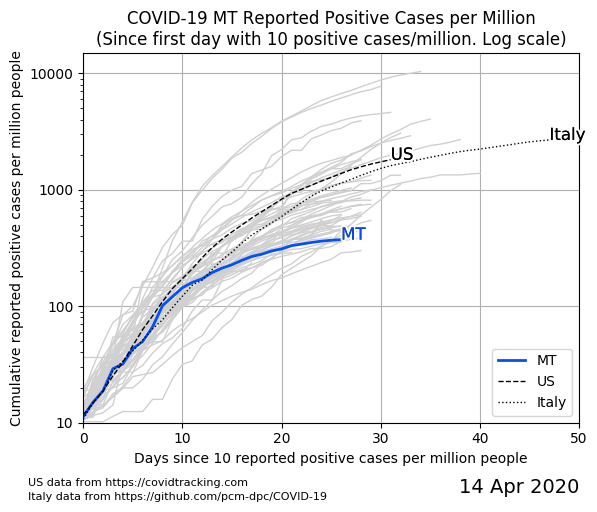 COVID-19 MT Reported Positive Cases per Million
(Since first day with 10 positive cases/million. Log scale)
Cumulative reported positive cases per million people
10000
1000
100
10
Italy
US
MT
MT
US
Italy
0 10 20 30 40 50
Days since 10 reported positive cases per million people
US data from https://covidtracking.com
Italy data from https://github.com/pcm-dpc/COVID-19
14 Apr 2020